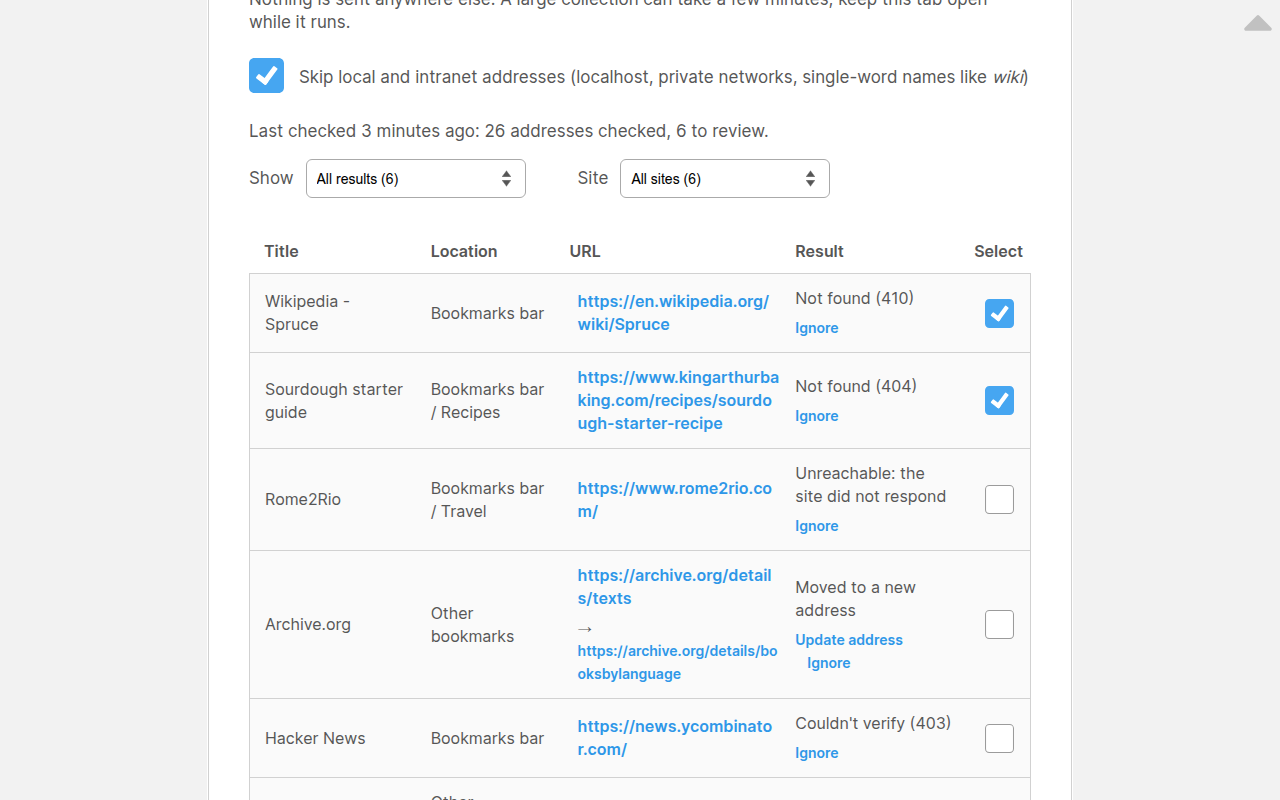 Nothing is sent anywhere else. A large collection can take a few minutes, keep this tab open
while it runs.
Skip local and intranet addresses (localhost, private networks, single-word names like wiki)
Last checked 3 minutes ago: 26 addresses checked, 6 to review.
Show All results (6) Site All sites (6)
Title Location URL Result Select
Wikipedia -
Spruce
Bookmarks bar
https://en.wikipedia.org/
wiki/Spruce
Not found (410)
Ignore
Sourdough starter
guide
Bookmarks bar
/ Recipes
https://www.kingarthurba
king.com/recipes/sourdo
ugh-starter-recipe
Not found (404)
Ignore
Rome2Rio
Bookmarks bar
/ Travel
https://www.rome2rio.co
m/
Unreachable: the
site did not respond
Ignore
Archive.org
Other
bookmarks
https://archive.org/detail
s/texts
→
https://archive.org/details/bo
oksbylanguage
Moved to a new
address
Update address
Ignore
Hacker News
Bookmarks bar
https://news.ycombinato
r.com/
Couldn't verify (403)
Ignore
Other